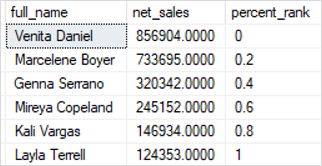 full_name net_sales percent_rank
Venita Daniel 856904.0000 0
Marcelene Boyer 733695.0000 0.2
Genna Serrano 320342.0000 0.4
Mireya Copeland 245152.0000 0.6
Kali Vargas 146934.0000 0.8
Layla Terrell 124353.0000 1